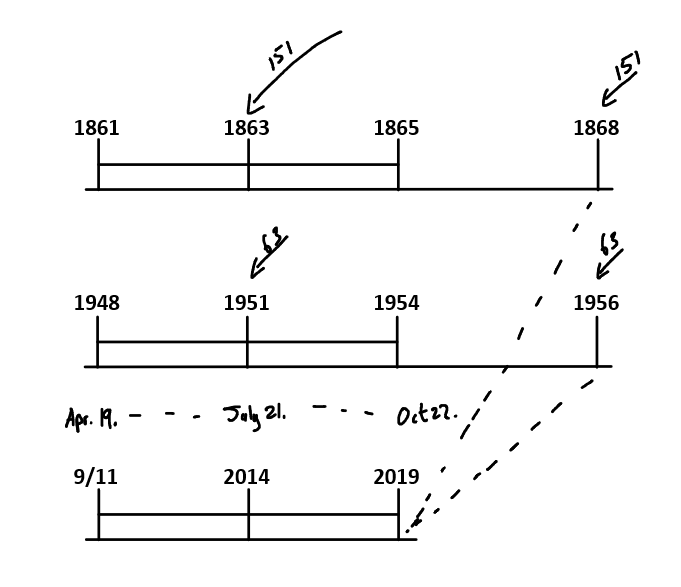 151 151
1861 1863 1865 1868
63 63
1948 1951 1954 1956
Apr. 19. - - - July 21. - - - Oct 22.
9/11 2014 2019